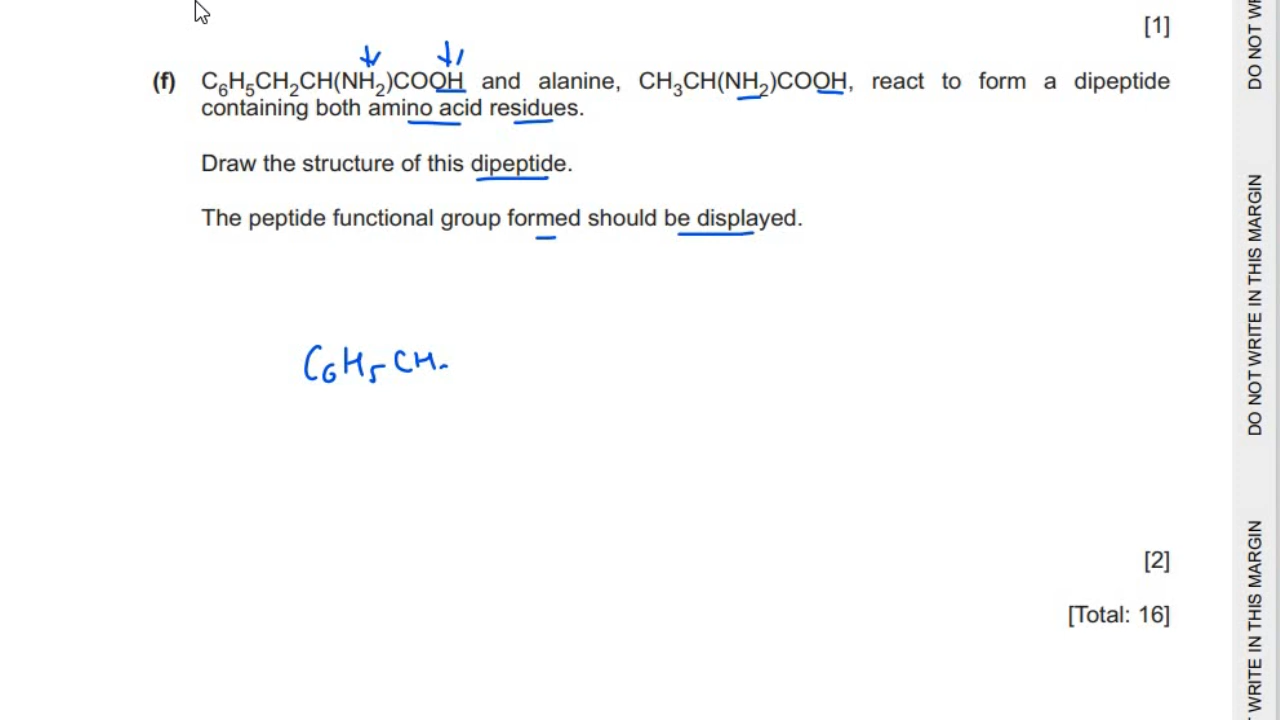 [1]
(f) C₆H₅CH₂CH(NH₂)COOH and alanine, CH₃CH(NH₂)COOH, react to form a dipeptide
containing both amino acid residues.
Draw the structure of this dipeptide.
The peptide functional group formed should be displayed.
C₆H₅CH
[2]
[Total: 16]
DO NOT WR
DO NOT WRITE IN THIS MARGIN
WRITE IN THIS MARGIN